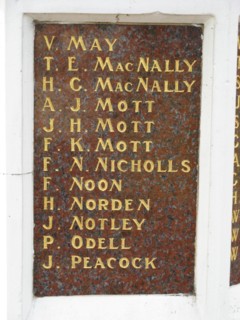 V. MAY
T. E. MACNALLY
H. C. MACNALLY
A. J. MOTT
J. H. MOTT
F. K. MOTT
F. N. NICHOLLS
F. NOON
H. NORDEN
J. NOTLEY
P. ODELL
J. PEACOCK